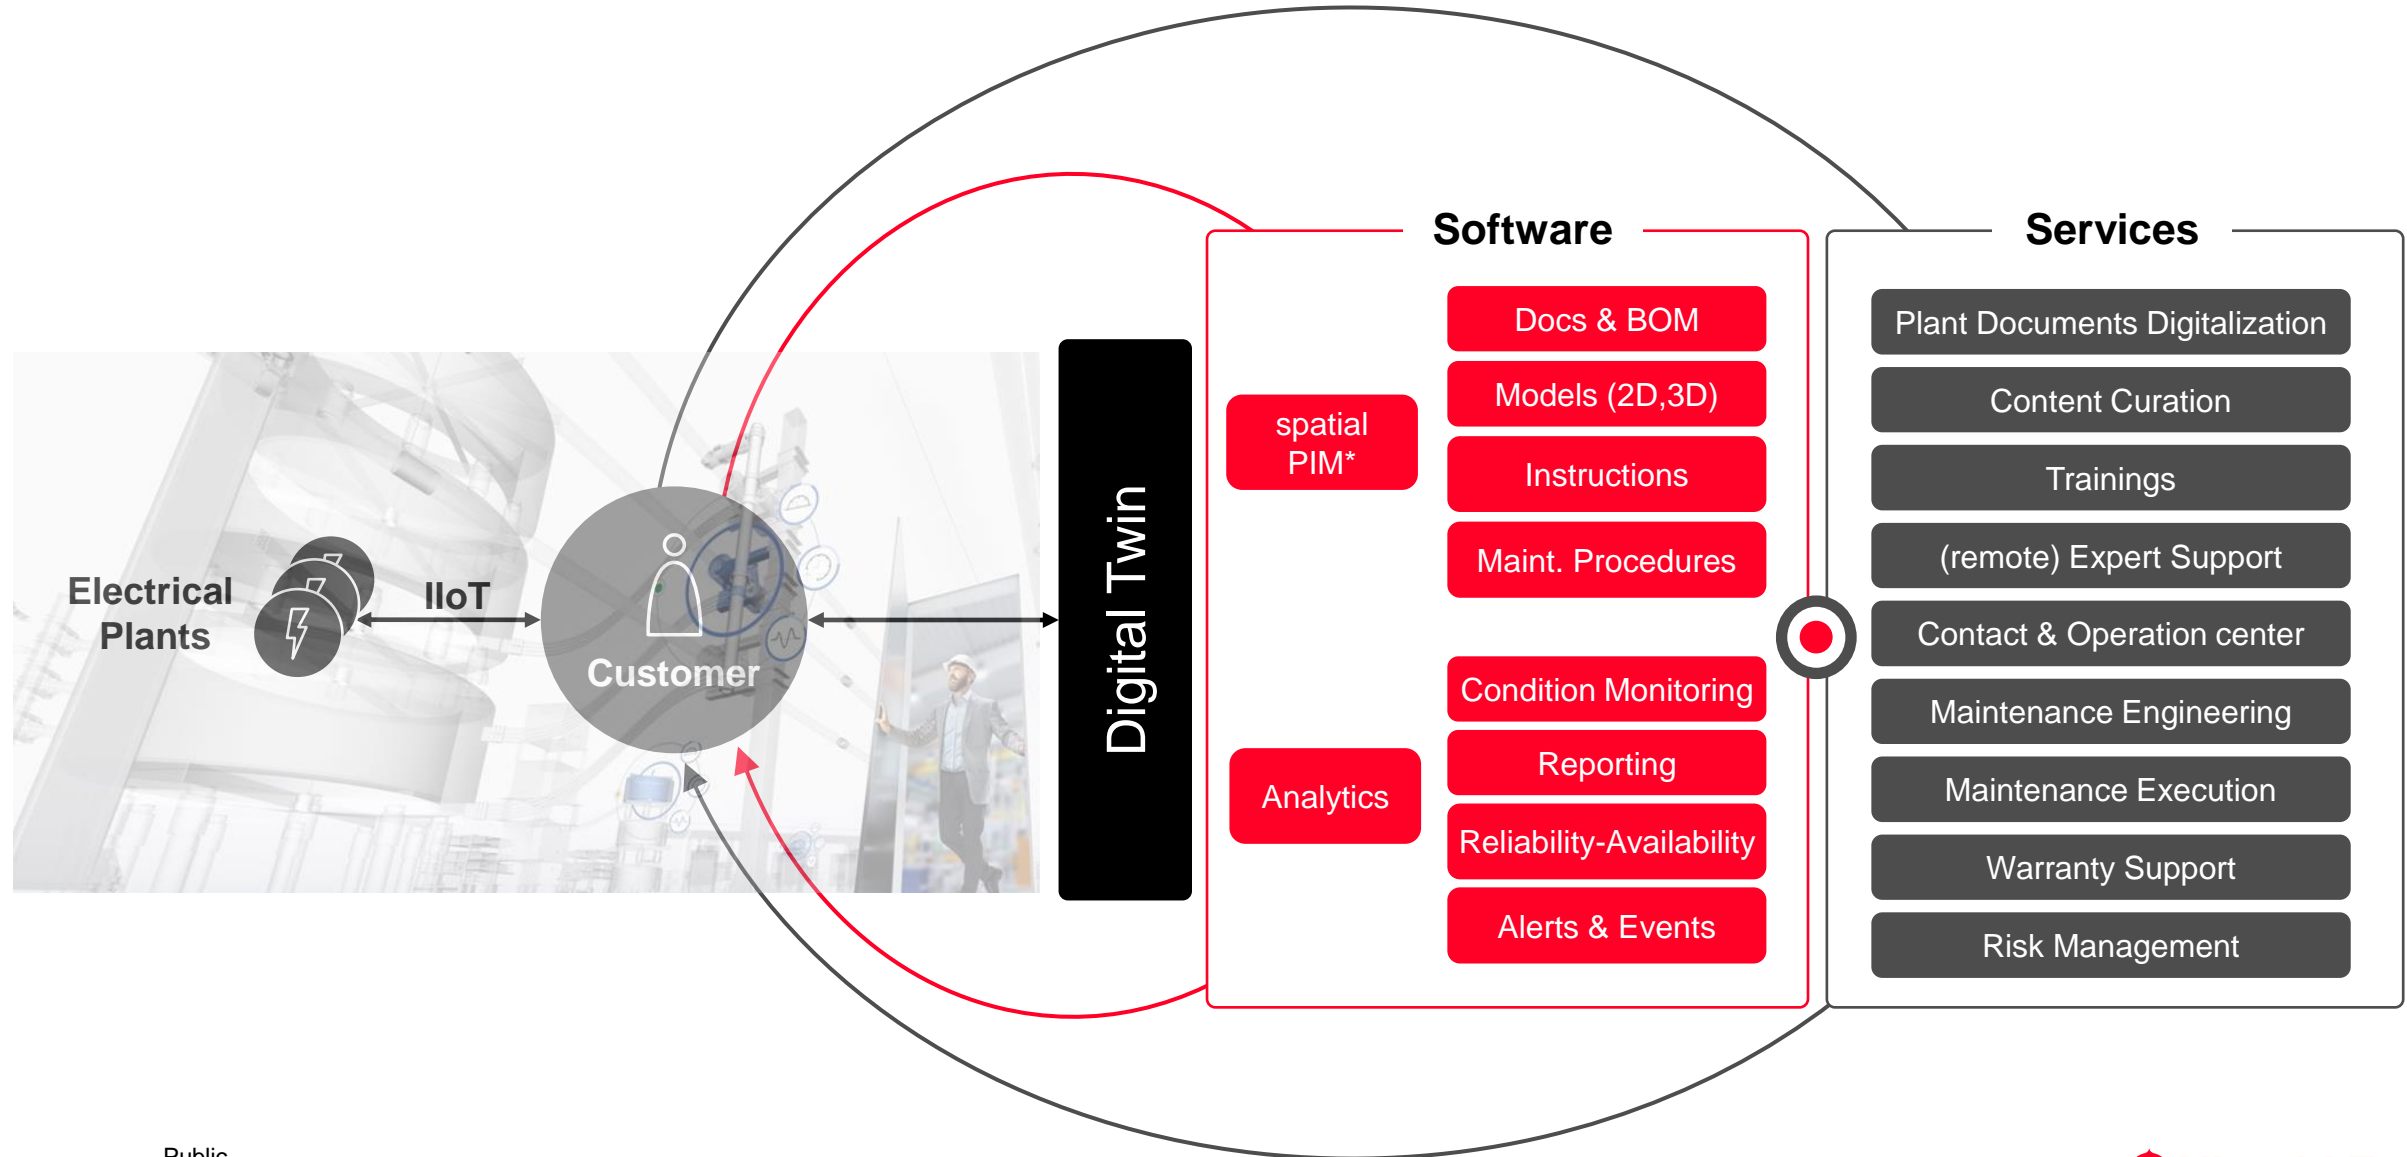 Electrical
Plants
IIoT
Customer
Digital Twin
Software
spatial
PIM*
Docs & BOM
Models (2D,3D)
Instructions
Maint. Procedures
Analytics
Condition Monitoring
Reporting
Reliability-Availability
Alerts & Events
Services
Plant Documents Digitalization
Content Curation
Trainings
(remote) Expert Support
Contact & Operation center
Maintenance Engineering
Maintenance Execution
Warranty Support
Risk Management
Public